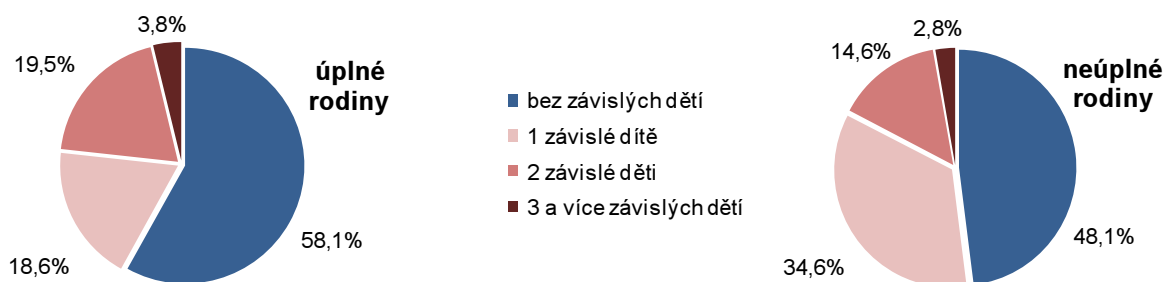 3,8%
19,5%
úplné
rodiny
58,1%
18,6%
bez závislých dětí
1 závislé dítě
2 závislé děti
3 a více závislých dětí
2,8%
14,6%
neúplné
rodiny
48,1%
34,6%